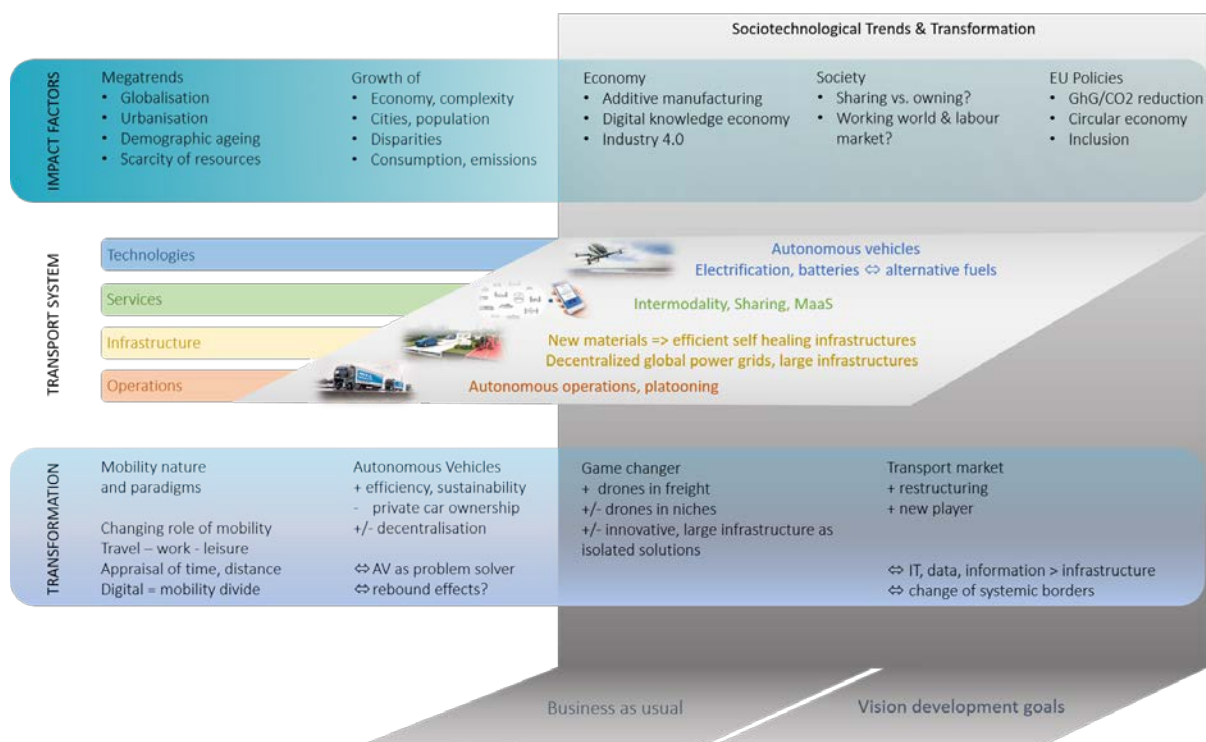 Sociotechnological Trends & Transformation
IMPACT FACTORS
Megatrends
• Globalisation
• Urbanisation
• Demographic ageing
• Scarcity of resources
Growth of
• Economy, complexity
• Cities, population
• Disparities
• Consumption, emissions
Economy
• Additive manufacturing
• Digital knowledge economy
• Industry 4.0
Society
• Sharing vs. owning?
• Working world & labour
market?
EU Policies
• GhG/CO2 reduction
• Circular economy
• Inclusion
TRANSPORT SYSTEM
Technologies
Autonomous vehicles
Electrification, batteries ⇔ alternative fuels
Services
Intermodality, Sharing, MaaS
Infrastructure
New materials => efficient self healing infrastructures
Decentralized global power grids, large infrastructures
Operations
Autonomous operations, platooning
TRANSFORMATION
Mobility nature
and paradigms
Changing role of mobility
Travel – work - leisure
Appraisal of time, distance
Digital = mobility divide
Autonomous Vehicles
+ efficiency, sustainability
- private car ownership
+/- decentralisation
⇔ AV as problem solver
⇔ rebound effects?
Game changer
+ drones in freight
+/- drones in niches
+/- innovative, large infrastructure as
isolated solutions
Transport market
+ restructuring
+ new player
⇔ IT, data, information > infrastructure
⇔ change of systemic borders
Business as usual
Vision development goals